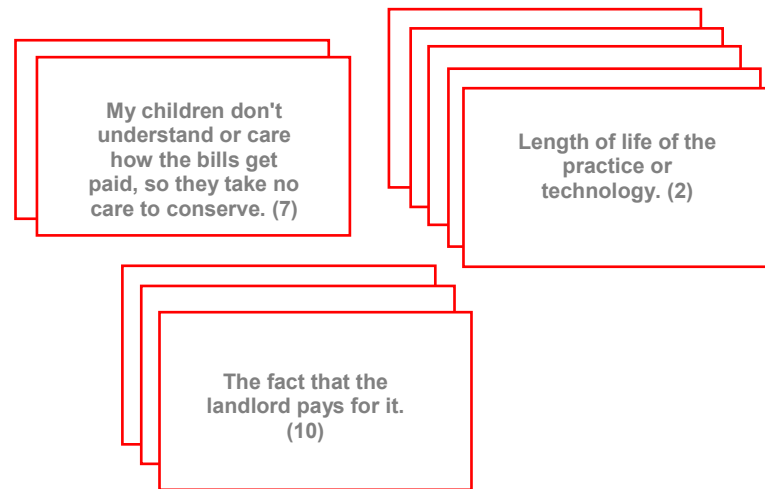 My children don't
understand or care
how the bills get
paid, so they take no
care to conserve. (7)
Length of life of the
practice or
technology. (2)
The fact that the
landlord pays for it.
(10)